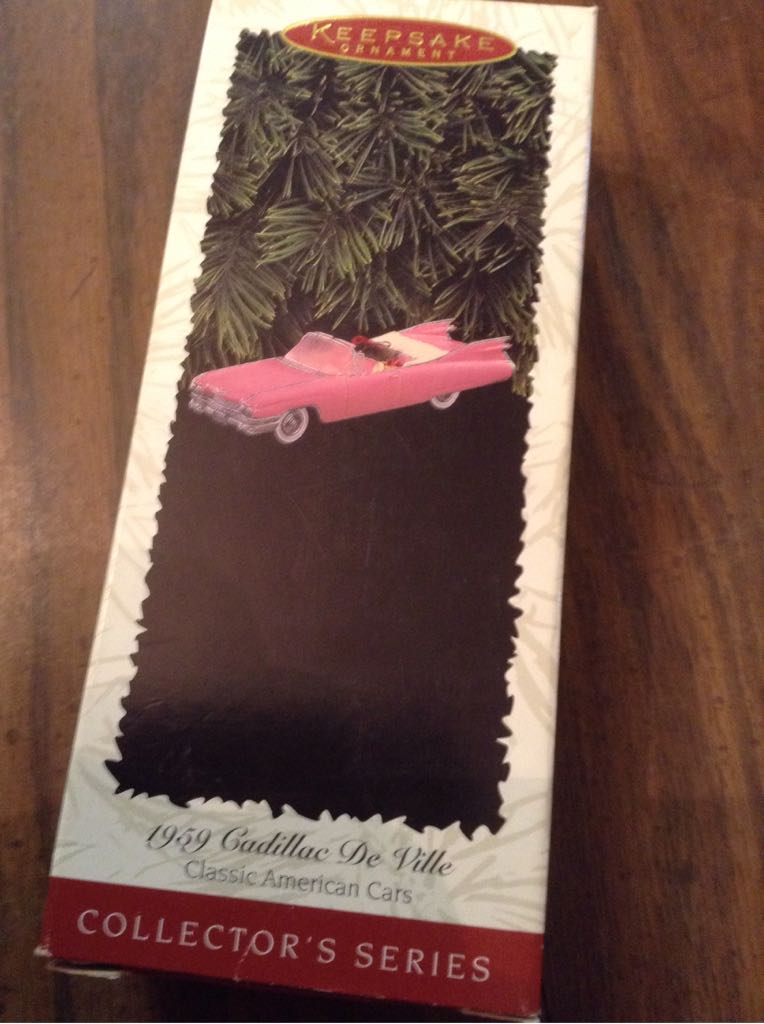 KEEPSAKE
ORNAMENT
1959 Cadillac De Ville
Classic American Cars
COLLECTOR'S SERIES